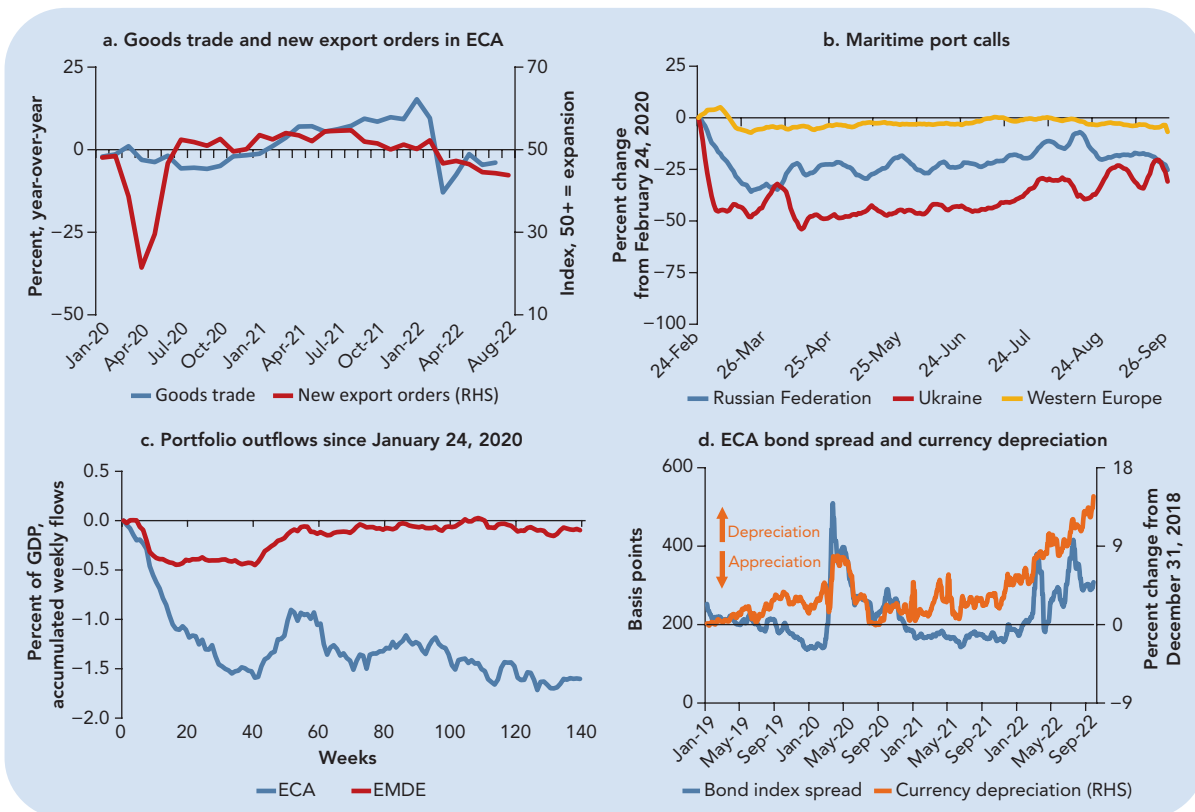 a. Goods trade and new export orders in ECA
Percent, year-over-year
25
0
−25
−50
Index, 50+ = expansion
70
50
30
10
Jan-20
Apr-20
Jul-20
Oct-20
Jan-21
Apr-21
Jul-21
Oct-21
Jan-22
Apr-22
Aug-22
Goods trade
New export orders (RHS)
b. Maritime port calls
Percent change
from February 24, 2020
25
0
−25
−50
−75
−100
24-Feb
26-Mar
25-Apr
25-May
24-Jun
24-Jul
24-Aug
26-Sep
Russian Federation
Ukraine
Western Europe
c. Portfolio outflows since January 24, 2020
Percent of GDP,
accumulated weekly flows
0.5
0.0
−0.5
−1.0
−1.5
−2.0
0
20
40
60
80
100
120
140
Weeks
ECA
EMDE
d. ECA bond spread and currency depreciation
Basis points
600
400
200
0
Depreciation
Appreciation
Percent change from
December 31, 2018
18
9
0
−9
Jan-19
May-19
Sep-19
Jan-20
May-20
Sep-20
Jan-21
May-21
Sep-21
Jan-22
May-22
Sep-22
Bond index spread
Currency depreciation (RHS)